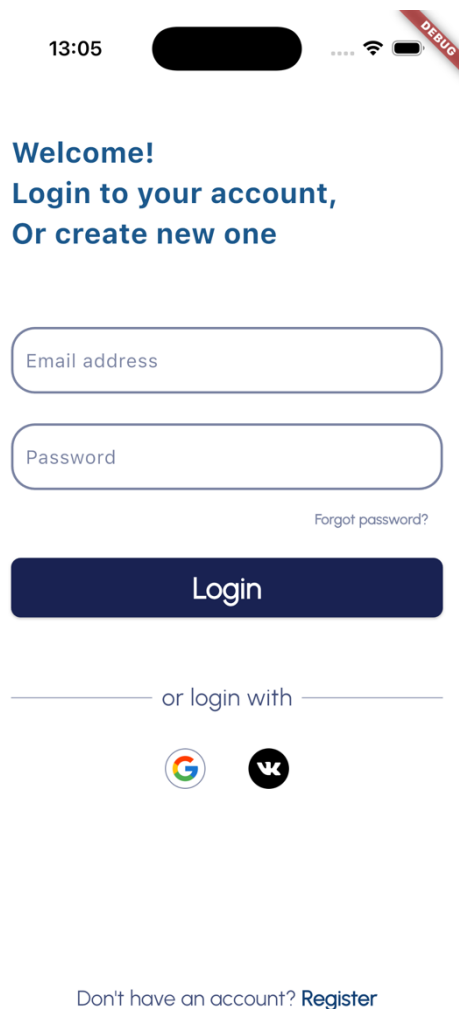 13:05
DEBUG
Welcome!
Login to your account,
Or create new one
Email address
Password
Forgot password?
Login
or login with
G
VK
Don't have an account? Register